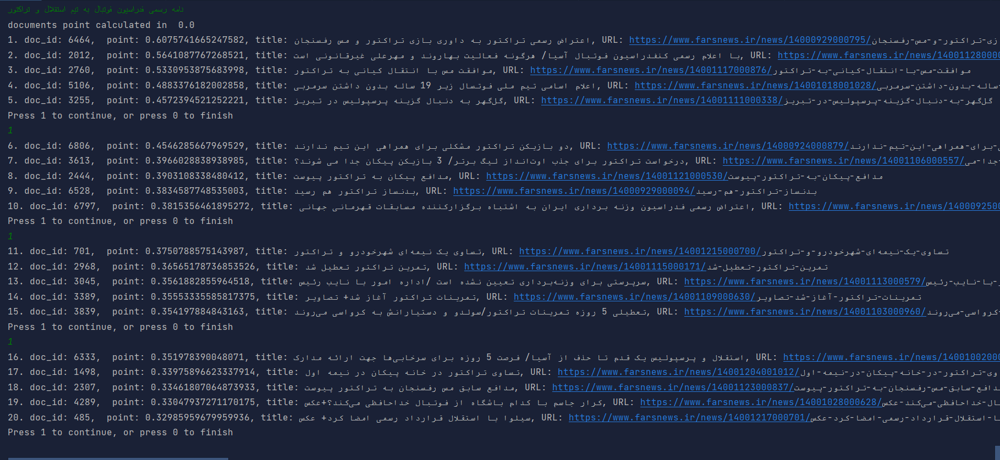 نامه رسمی فدراسیون فوتبال به تیم استقلال و تراکتور
documents point calculated in  0.0
1. doc_id: 6464,  point: 0.6075741665247582, title: اعتراض رسمی تراکتور به داوری بازی تراکتور و مس رفسنجان, URL: https://www.farsnews.ir/news/14000929000795/زی-تراکتور-و-مس-رفسنجان
2. doc_id: 2012,  point: 0.5641087767268521, title: با اعلام رسمی کنفدراسیون فوتبال آسیا/ هرگونه فعالیت بهاروند و مهرعلی غیرقانونی است, URL: https://www.farsnews.ir/news/140011280000
3. doc_id: 2760,  point: 0.5330953875683998, title: موافقت مس با انتقال کیانی به تراکتور, URL: https://www.farsnews.ir/news/14001117000876/موافقت-مس-با-انتقال-کیانی-به-تراکتور
4. doc_id: 5106,  point: 0.4883376182002858, title: اعلام اسامی تیم ملی فوتسال زیر 19 ساله بدون داشتن سرمربی, URL: https://www.farsnews.ir/news/14001018001028/ساله-بدون-داشتن-سرمربی
5. doc_id: 3255,  point: 0.4572394521252221, title: گل‌گهر به دنبال گزینه پرسپولیس در تبریز, URL: https://www.farsnews.ir/news/14001111000338/گل‌گهر-به-دنبال-گزینه-پرسپولیس-در-تبریز
Press 1 to continue, or press 0 to finish
1
6. doc_id: 6806,  point: 0.4546285667969529, title: دو بازیکن تراکتور مشکلی برای همراهی این تیم ندارند, URL: https://www.farsnews.ir/news/14000924000879/ی-برای-همراهی-این-تیم-ندارند
7. doc_id: 3613,  point: 0.3966028838938985, title: درخواست تراکتور برای جذب اوت‌انداز لیگ برتر/ 3 بازیکن پیکان جدا می شوند؟, URL: https://www.farsnews.ir/news/14001106000557/جدا-می
8. doc_id: 2444,  point: 0.3903108338480412, title: مدافع پیکان به تراکتور پیوست, URL: https://www.farsnews.ir/news/14001121000530/مدافع-پیکان-به-تراکتور-پیوست
9. doc_id: 6528,  point: 0.3834587748535003, title: بدنساز تراکتور هم رسید, URL: https://www.farsnews.ir/news/14000929000094/بدنساز-تراکتور-هم-رسید
10. doc_id: 6797,  point: 0.3815356461895272, title: اعتراض رسمی فدراسیون وزنه برداری ایران به اشتباه برگزارکننده مسابقات قهرمانی جهانی, URL: https://www.farsnews.ir/news/140009250
Press 1 to continue, or press 0 to finish
1
11. doc_id: 701,  point: 0.3750788575143987, title: تساوی یک نیمه‌ای شهرخودرو و تراکتور, URL: https://www.farsnews.ir/news/14001215000700/تساوی-یک-نیمه‌ای-شهرخودرو-و-تراکتور
12. doc_id: 2968,  point: 0.36565178736853526, title: تمرین تراکتور تعطیل شد, URL: https://www.farsnews.ir/news/14001115000171/تمرین-تراکتور-تعطیل-شد
13. doc_id: 3045,  point: 0.3561882855964518, title: سرپرستی برای وزنه‌برداری تعیین نشده است /اداره امور با نایب رئیس, URL: https://www.farsnews.ir/news/14001113000579/ر-با-نایب-رئیس
14. doc_id: 3389,  point: 0.35553335585817375, title: تمرینات تراکتور آغاز شد+ تصاویر, URL: https://www.farsnews.ir/news/14001109000630/تمرینات-تراکتور-آغاز-شد-تصاویر
15. doc_id: 3839,  point: 0.354197884843163, title: تعطیلی 5 روزه تمرینات تراکتور/سولدو و دستیارانش به کرواسی می‌روند, URL: https://www.farsnews.ir/news/14001103000960/کرواسی-می‌روند
Press 1 to continue, or press 0 to finish
1
16. doc_id: 6333,  point: 0.351978390048071, title: استقلال و پرسپولیس یک قدم تا حذف از آسیا/ فرصت 5 روزه برای سرخابی‌ها جهت ارائه مدارک, URL: https://www.farsnews.ir/news/14001002000
17. doc_id: 1498,  point: 0.33975896623337914, title: تساوی تراکتور در خانه پیکان در نیمه اول, URL: https://www.farsnews.ir/news/14001204001012/وی-تراکتور-در-خانه-پیکان-در-نیمه-اول
18. doc_id: 2307,  point: 0.33461807064873933, title: مدافع سابق مس رفسنجان به تراکتور پیوست, URL: https://www.farsnews.ir/news/14001123000837/دافع-سابق-مس-رفسنجان-به-تراکتور-پیوست
19. doc_id: 4289,  point: 0.33047937271170175, title: کرار جاسم با کدام باشگاه از فوتبال خداحافظی می‌کند؟+عکس, URL: https://www.farsnews.ir/news/14001028000628/ال-خداحافظی-می‌کند-عکس
20. doc_id: 485,  point: 0.32985959679959936, title: سیلوا با استقلال قرارداد رسمی امضا کرد+ عکس, URL: https://www.farsnews.ir/news/14001217000701/ا-استقلال-قرارداد-رسمی-امضا-کرد-عکس
Press 1 to continue, or press 0 to finish